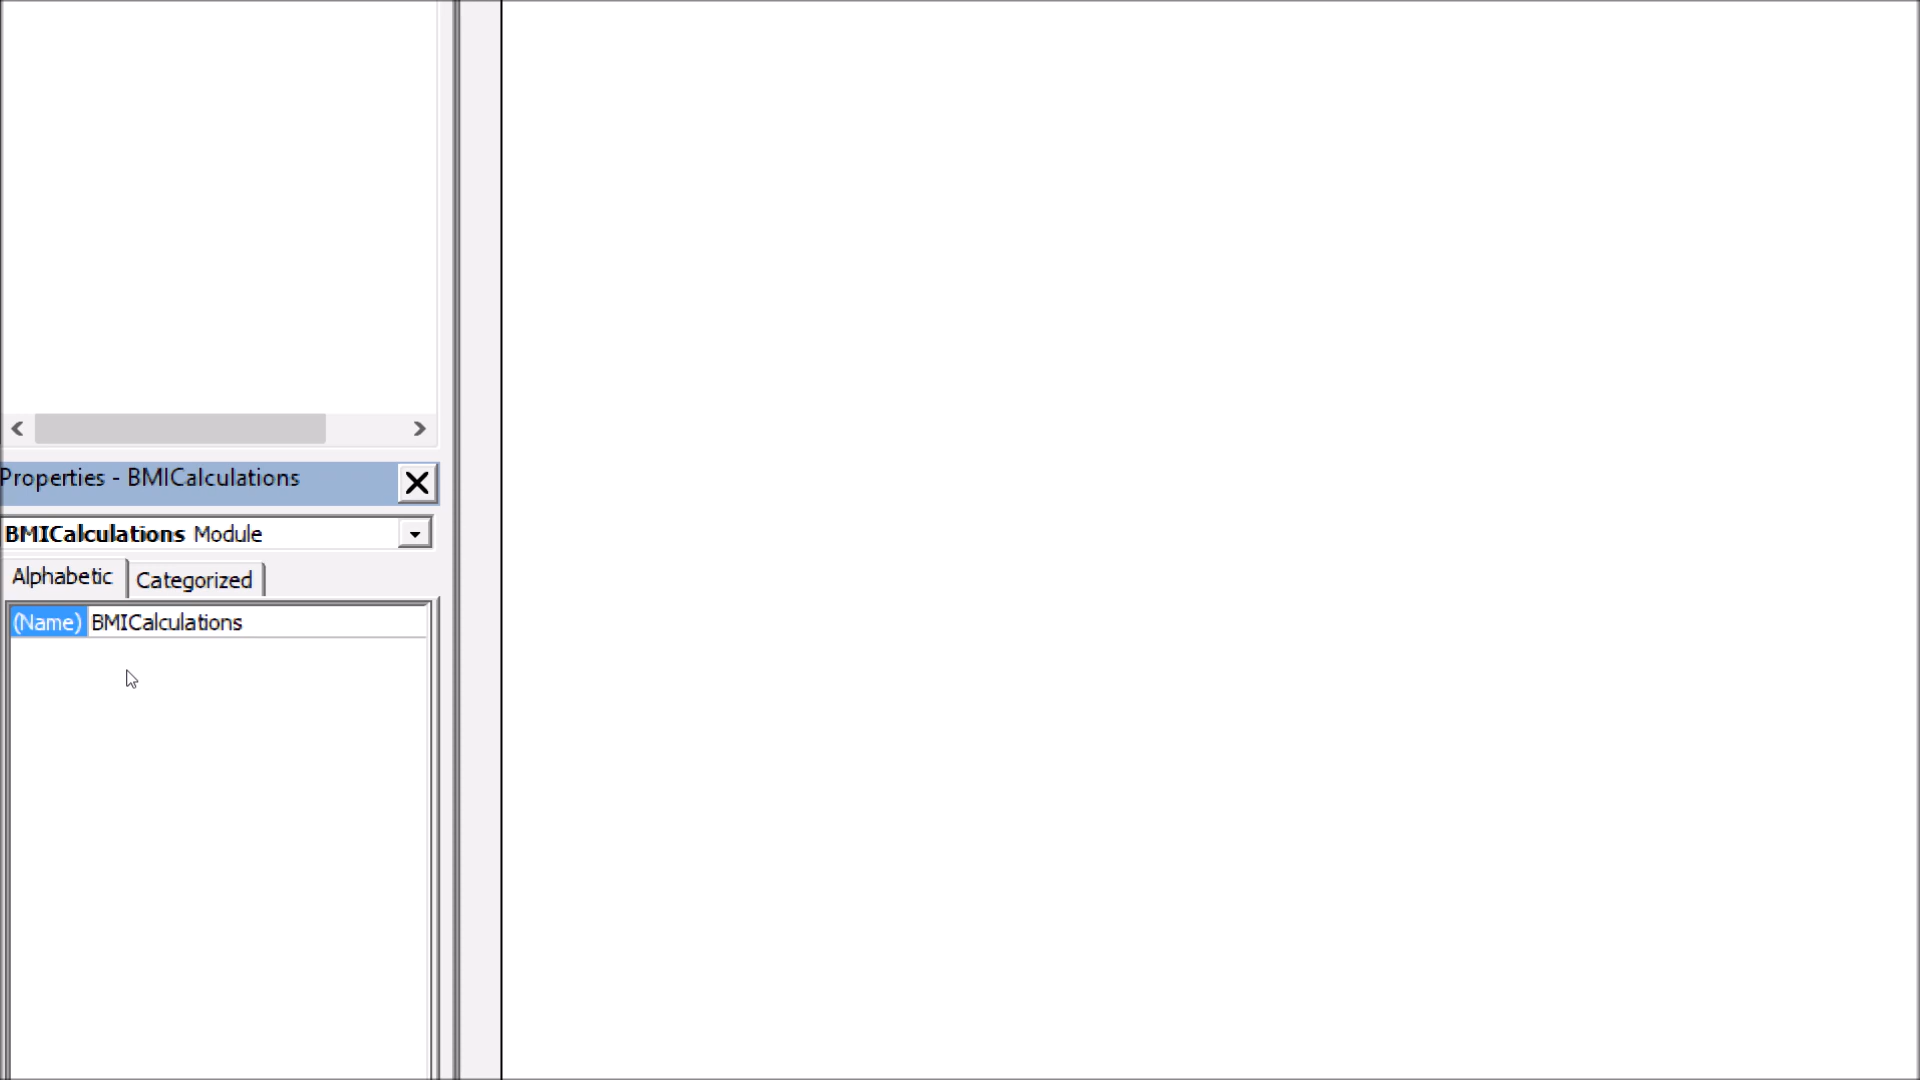 Properties - BMICalculations
BMICalculations Module
Alphabetic Categorized
(Name) BMICalculations